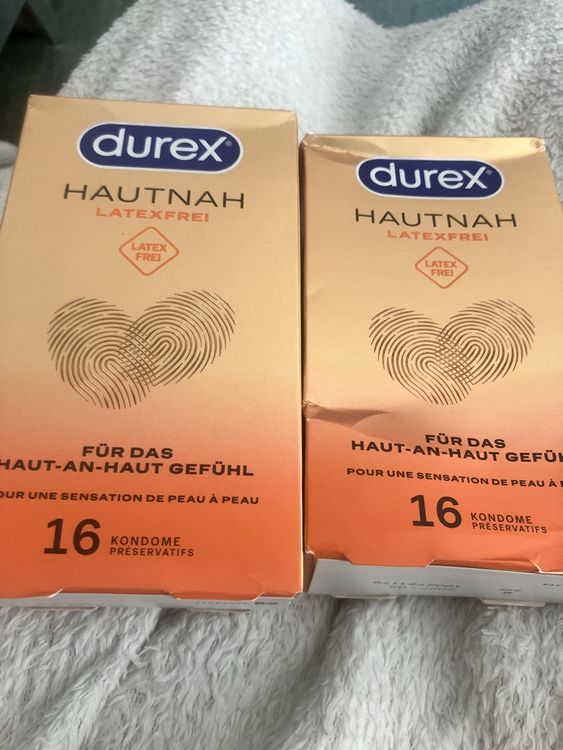 durex®
HAUTNAH
LATEXFREI
LATEX
FREI
FÜR DAS
HAUT-AN-HAUT GEFÜHL
POUR UNE SENSATION DE PEAU À PEAU
16 KONDOME
PRÉSERVATIFS
durex®
HAUTNAH
LATEXFREI
LATEX
FREI
FÜR DAS
HAUT-AN-HAUT GEFÜH
POUR UNE SENSATION DE PEAU À
16 KONDOME
PRÉSERVATIFS